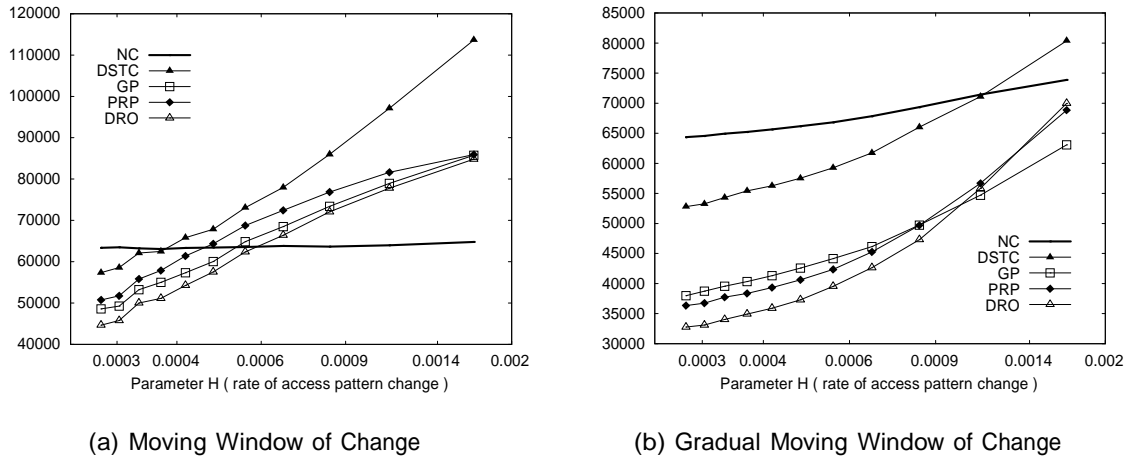 120000
110000
100000
90000
80000
70000
60000
50000
40000
NC
DSTC
GP
PRP
DRO
0.0003 0.0004 0.0006 0.0009 0.0014 0.002
Parameter H ( rate of access pattern change )
(a) Moving Window of Change
85000
80000
75000
70000
65000
60000
55000
50000
45000
40000
35000
30000
NC
DSTC
GP
PRP
DRO
0.0003 0.0004 0.0006 0.0009 0.0014 0.002
Parameter H ( rate of access pattern change )
(b) Gradual Moving Window of Change